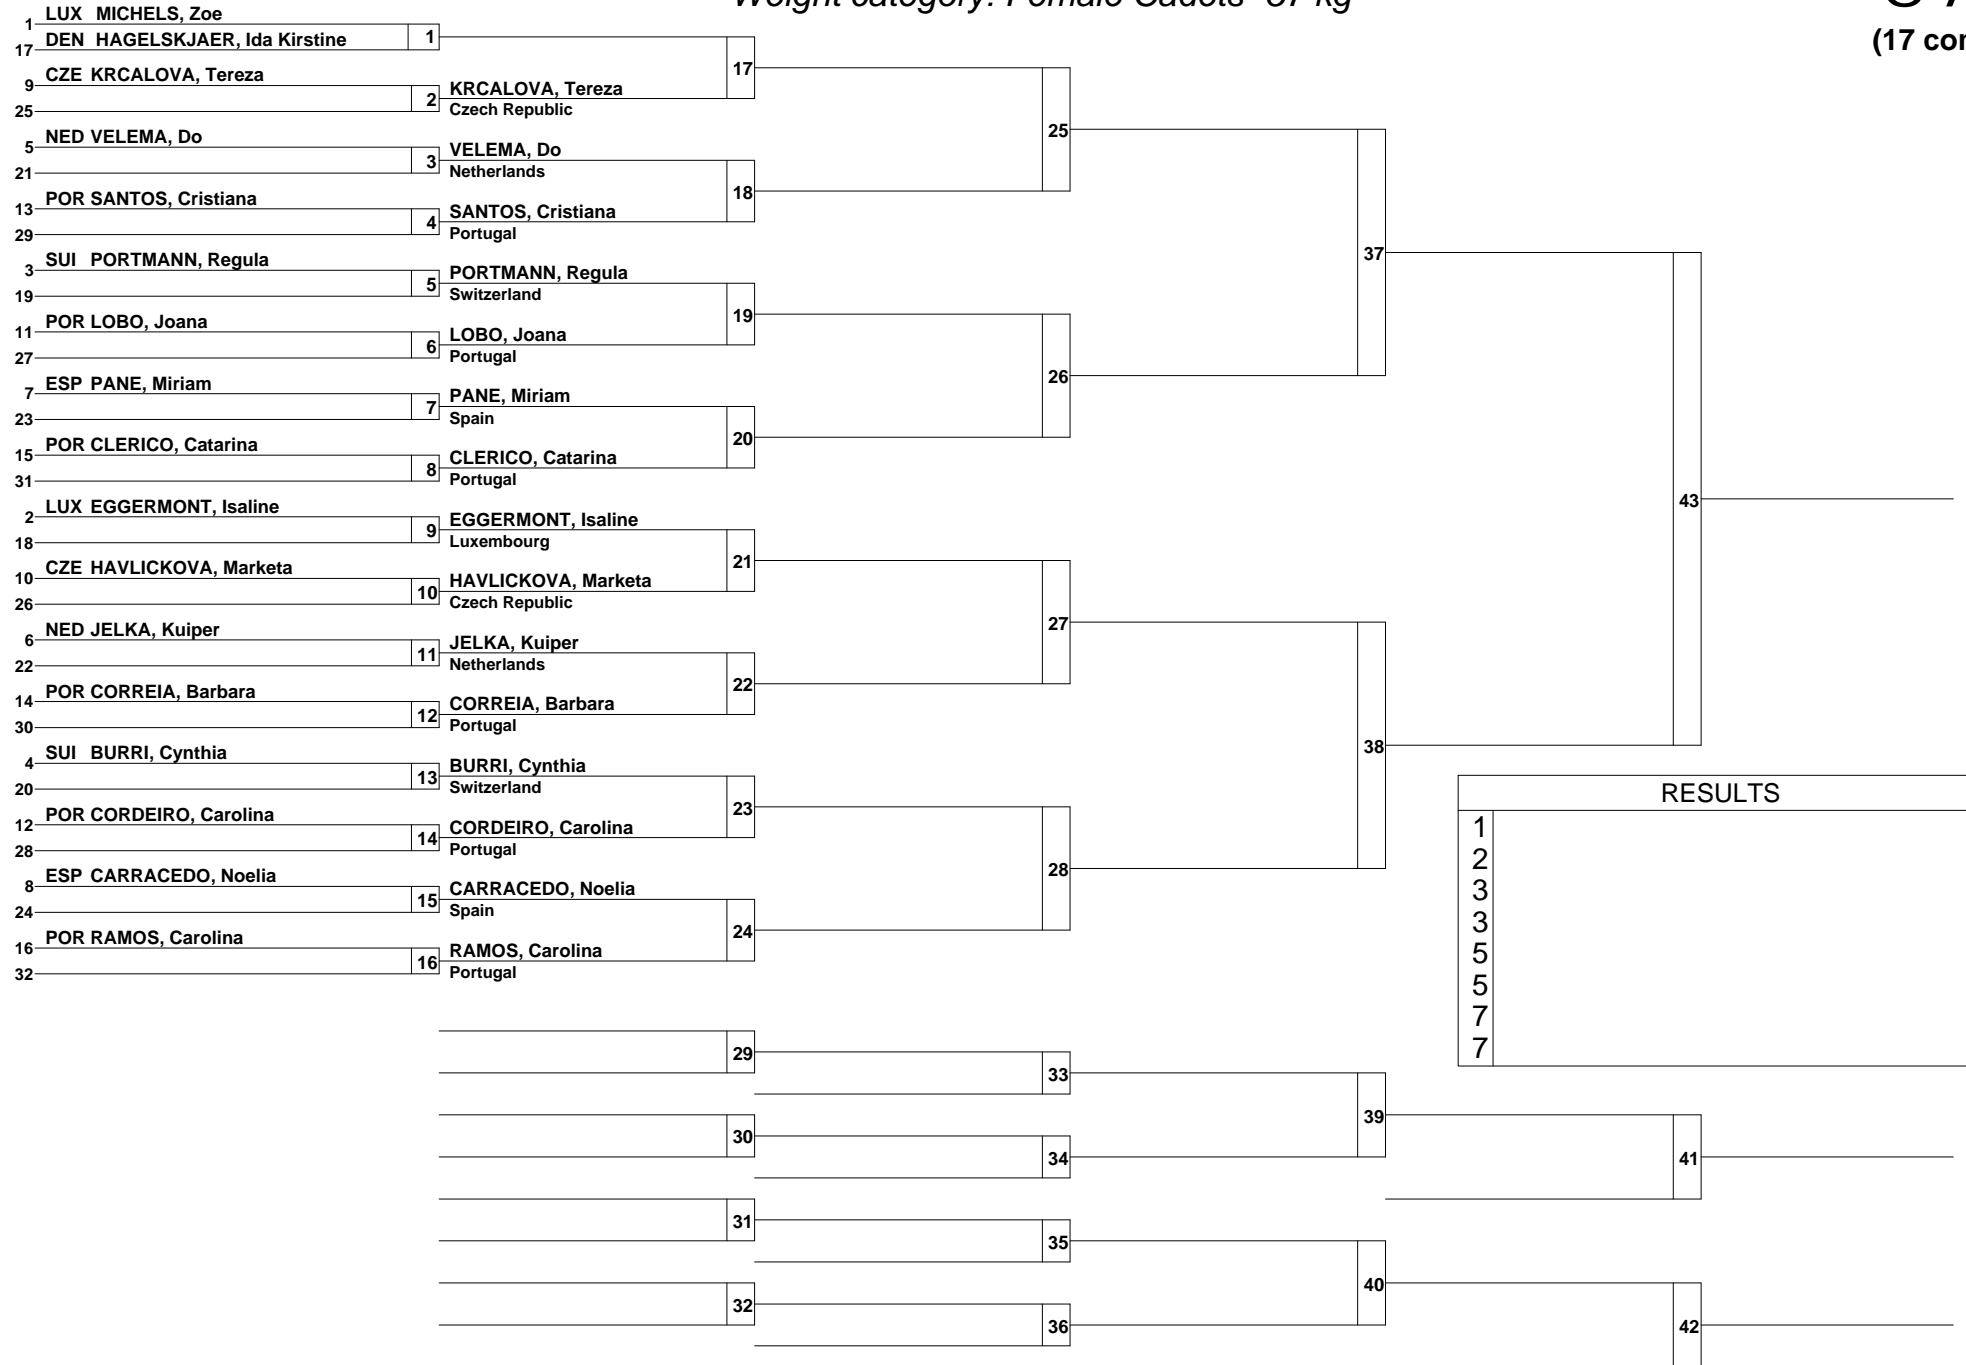 Weight category: Female Cadets -57 kg
(17 con
1 LUX MICHELS, Zoe
17 DEN HAGELSKJAER, Ida Kirstine
1
9 CZE KRCALOVA, Tereza
25
2
KRCALOVA, Tereza
Czech Republic
17
5 NED VELEMA, Do
21
3
VELEMA, Do
Netherlands
13 POR SANTOS, Cristiana
29
4
SANTOS, Cristiana
Portugal
18
25
3 SUI PORTMANN, Regula
19
5
PORTMANN, Regula
Switzerland
11 POR LOBO, Joana
27
6
LOBO, Joana
Portugal
19
7 ESP PANE, Miriam
23
7
PANE, Miriam
Spain
15 POR CLERICO, Catarina
31
8
CLERICO, Catarina
Portugal
20
26
37
2 LUX EGGERMONT, Isaline
18
9
EGGERMONT, Isaline
Luxembourg
10 CZE HAVLICKOVA, Marketa
26
10
HAVLICKOVA, Marketa
Czech Republic
21
6 NED JELKA, Kuiper
22
11
JELKA, Kuiper
Netherlands
14 POR CORREIA, Barbara
30
12
CORREIA, Barbara
Portugal
22
27
4 SUI BURRI, Cynthia
20
13
BURRI, Cynthia
Switzerland
12 POR CORDEIRO, Carolina
28
14
CORDEIRO, Carolina
Portugal
23
8 ESP CARRACEDO, Noelia
24
15
CARRACEDO, Noelia
Spain
16 POR RAMOS, Carolina
32
16
RAMOS, Carolina
Portugal
24
28
38
43
RESULTS
1
2
3
3
5
5
7
7
29
33
30
34
39
41
31
35
32
36
40
42